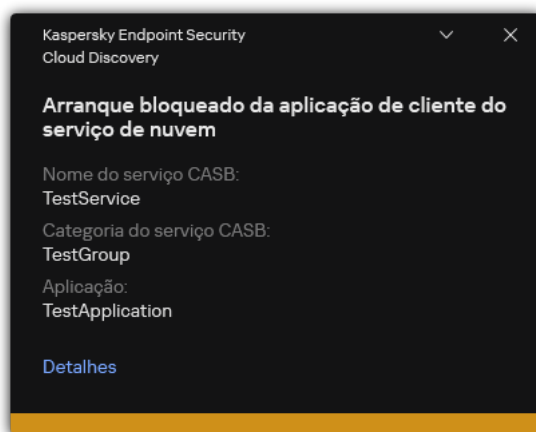 Kaspersky Endpoint Security
Cloud Discovery
Arranque bloqueado da aplicação de cliente do
serviço de nuvem
Nome do serviço CASB:
TestService
Categoria do serviço CASB:
TestGroup
Aplicação:
TestApplication
Detalhes